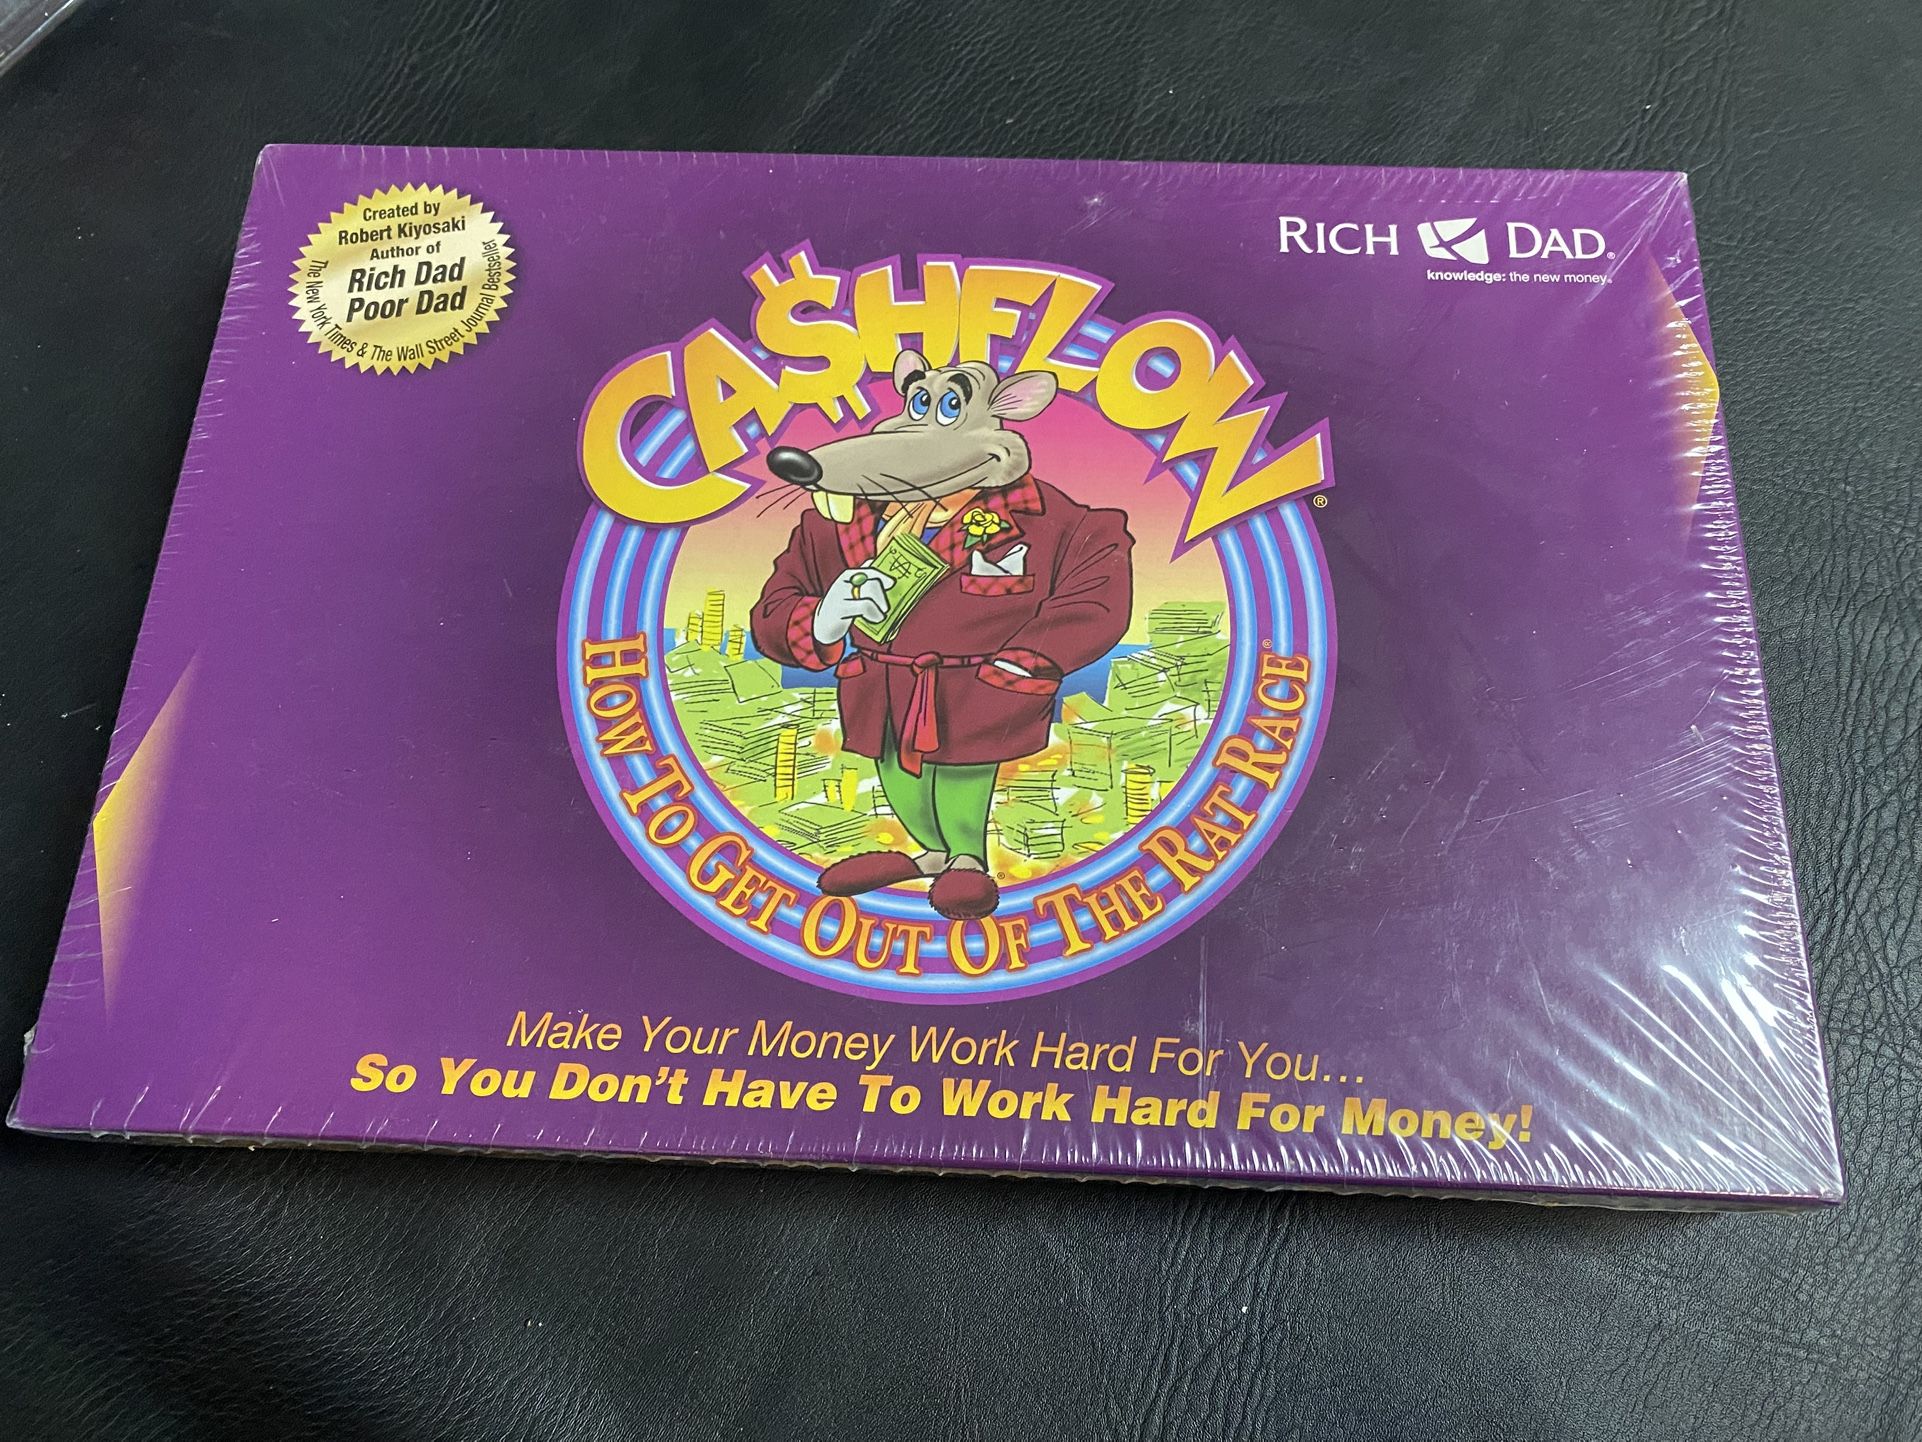 Created by
Robert Kiyosaki
Author of
Rich Dad
Poor Dad
The New York Times & The Wall Street Journal Bestseller
RICH DAD®
knowledge: the new money®
CA$HFLOW®
HOW TO GET OUT OF THE RAT RACE®
®
Make Your Money Work Hard For You...
So You Don't Have To Work Hard For Money!